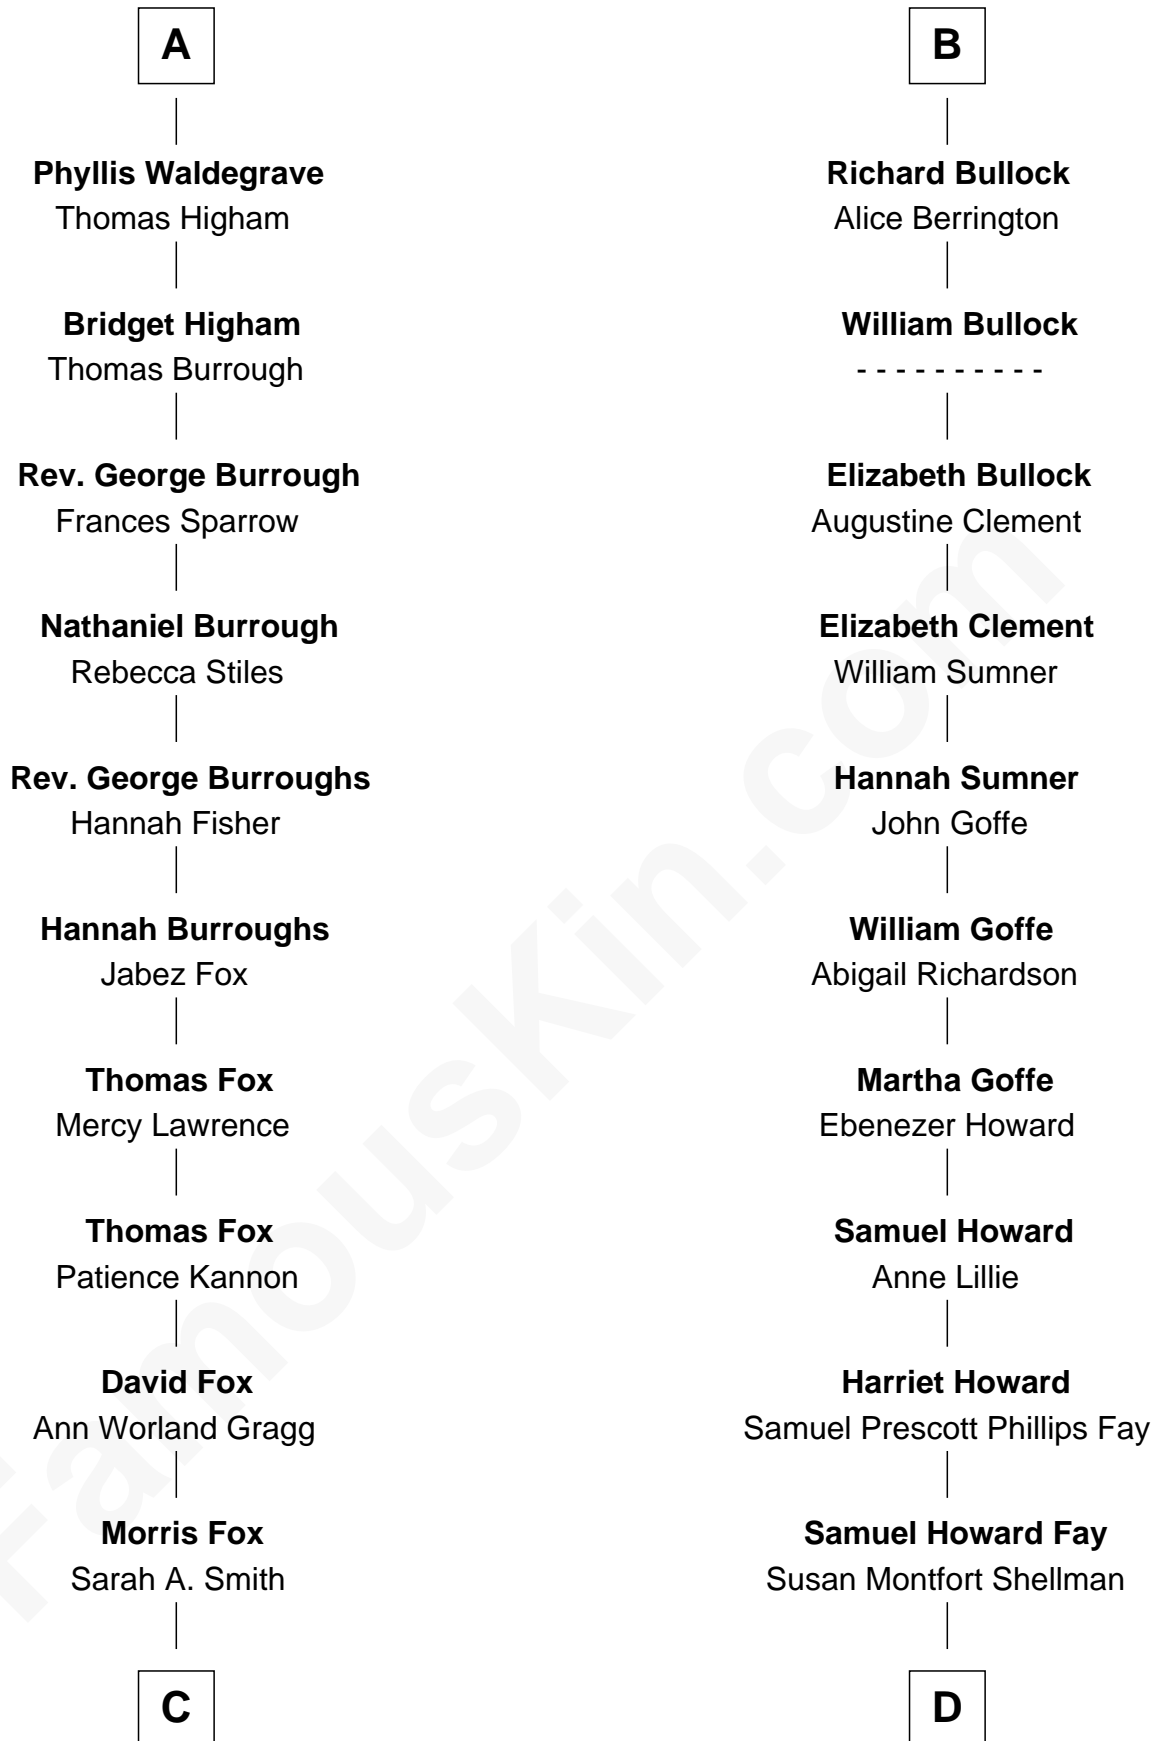 A
Phyllis Waldegrave
Thomas Higham
Bridget Higham
Thomas Burrough
Rev. George Burrough
Frances Sparrow
Nathaniel Burrough
Rebecca Stiles
Rev. George Burroughs
Hannah Fisher
Hannah Burroughs
Jabez Fox
Thomas Fox
Mercy Lawrence
Thomas Fox
Patience Kannon
David Fox
Ann Worland Gragg
Morris Fox
Sarah A. Smith
C
B
Richard Bullock
Alice Berrington
William Bullock
- - - - - - - - - -
Elizabeth Bullock
Augustine Clement
Elizabeth Clement
William Sumner
Hannah Sumner
John Goffe
William Goffe
Abigail Richardson
Martha Goffe
Ebenezer Howard
Samuel Howard
Anne Lillie
Harriet Howard
Samuel Prescott Phillips Fay
Samuel Howard Fay
Susan Montfort Shellman
D
FamousKin.com